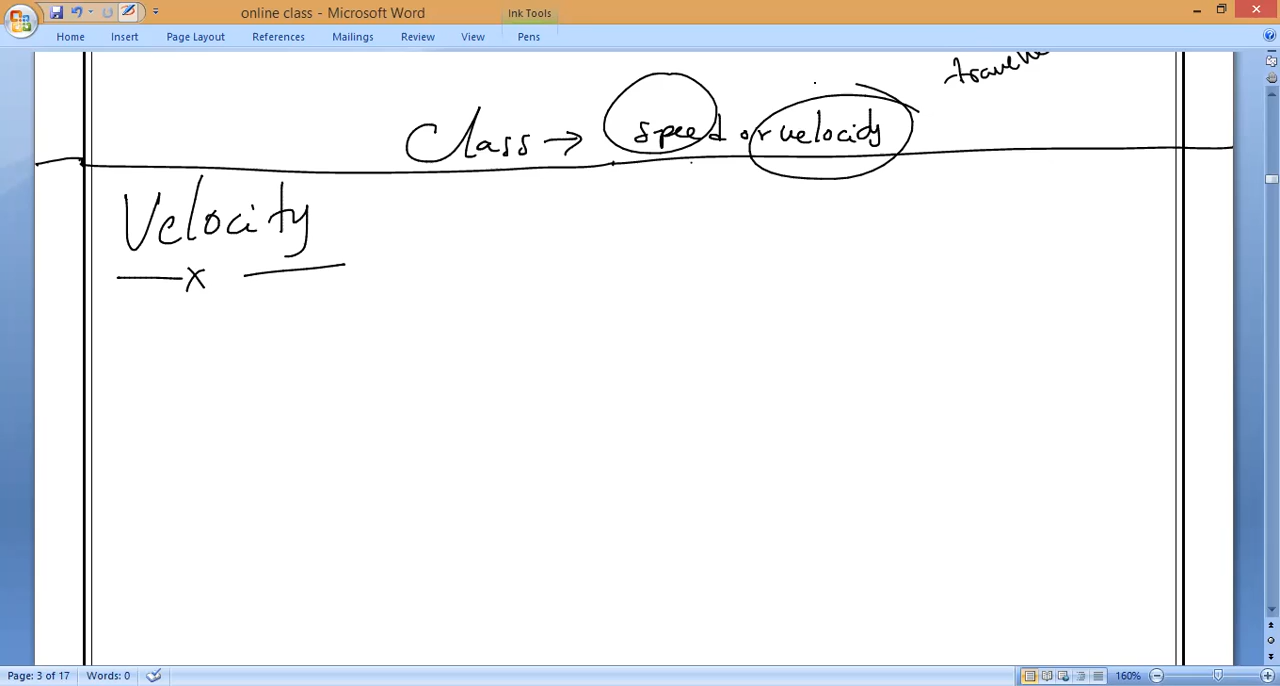 online class - Microsoft Word
Ink Tools
Home Insert Page Layout References Mailings Review View Pens
Class → speed or velocity
Velocity
Page: 3 of 17 Words: 0 160%